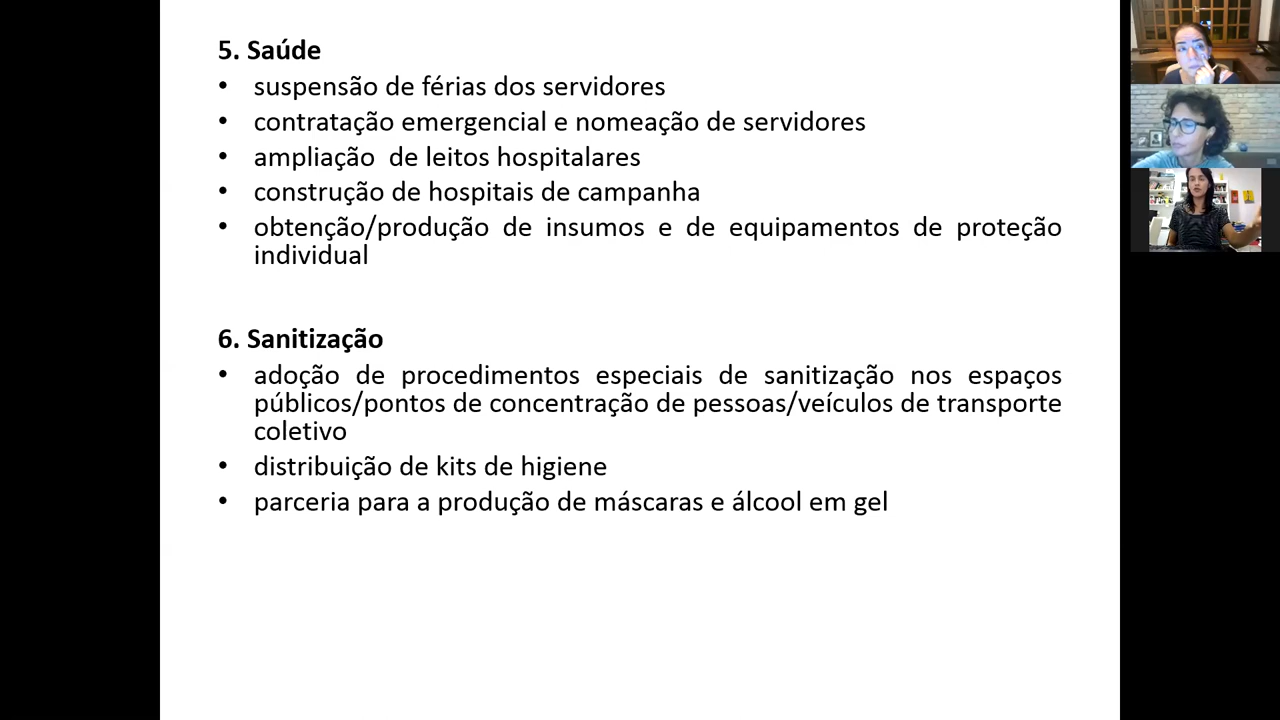 5. Saúde
• suspensão de férias dos servidores
• contratação emergencial e nomeação de servidores
• ampliação de leitos hospitalares
• construção de hospitais de campanha
• obtenção/produção de insumos e de equipamentos de proteção
individual
6. Sanitização
• adoção de procedimentos especiais de sanitização nos espaços
públicos/pontos de concentração de pessoas/veículos de transporte
coletivo
• distribuição de kits de higiene
• parceria para a produção de máscaras e álcool em gel